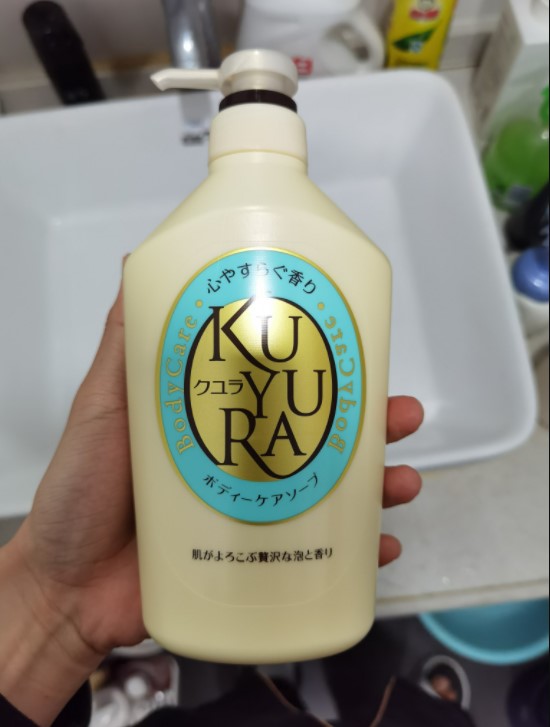 心やすらぐ香り
Body Care
Body Care
KU
クユラ
YU
RA
ボディーケアソープ
肌がよろこぶ贅沢な泡と香り